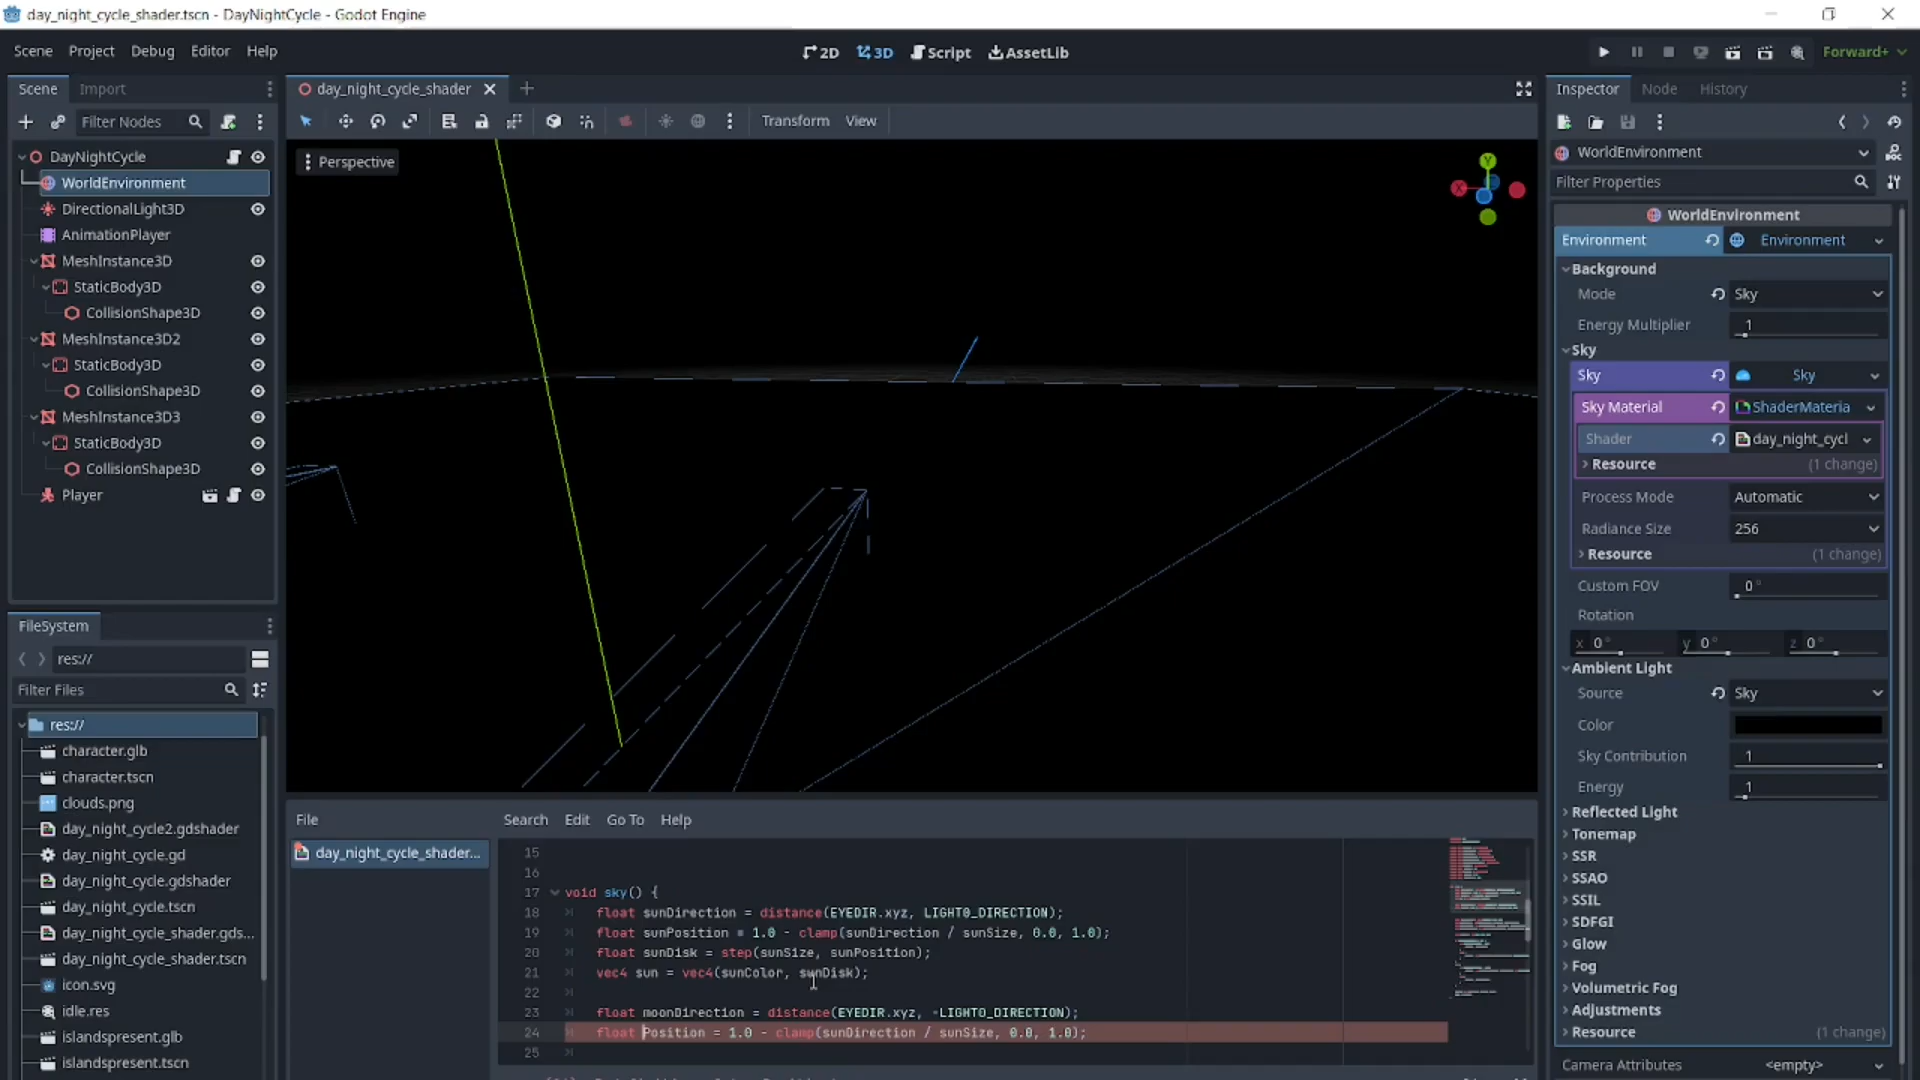 day_night_cycle_shader.tscn - DayNightCycle - Godot Engine
Scene Project Debug Editor Help
2D 3D Script AssetLib
Forward+
Scene Import
Filter Nodes
DayNightCycle
WorldEnvironment
DirectionalLight3D
AnimationPlayer
MeshInstance3D
StaticBody3D
CollisionShape3D
MeshInstance3D2
StaticBody3D
CollisionShape3D
MeshInstance3D3
StaticBody3D
CollisionShape3D
Player
FileSystem
res://
Filter Files
res://
character.glb
character.tscn
clouds.png
day_night_cycle2.gdshader
day_night_cycle.gd
day_night_cycle.gdshader
day_night_cycle.tscn
day_night_cycle_shader.gds...
day_night_cycle_shader.tscn
icon.svg
idle.res
islandspresent.glb
islandspresent.tscn
day_night_cycle_shader
Transform View
Perspective
X Y
File
day_night_cycle_shader...
Search Edit Go To Help
15
16
17 void sky() {
18 float sunDirection = distance(EYEDIR.xyz, LIGHT0_DIRECTION);
19 float sunPosition = 1.0 - clamp(sunDirection / sunSize, 0.0, 1.0);
20 float sunDisk = step(sunSize, sunPosition);
21 vec4 sun = vec4(sunColor, sunDisk);
22
23 float moonDirection = distance(EYEDIR.xyz, -LIGHT0_DIRECTION);
24 float Position = 1.0 - clamp(sunDirection / sunSize, 0.0, 1.0);
25
Inspector Node History
WorldEnvironment
Filter Properties
WorldEnvironment
Environment Environment
Background
Mode Sky
Energy Multiplier 1
Sky
Sky Sky
Sky Material ShaderMateria
Shader day_night_cycl
Resource (1 change)
Process Mode Automatic
Radiance Size 256
Resource (1 change)
Custom FOV 0 °
Rotation
x 0 ° y 0 ° z 0 °
Ambient Light
Source Sky
Color
Sky Contribution 1
Energy 1
Reflected Light
Tonemap
SSR
SSAO
SSIL
SDFGI
Glow
Fog
Volumetric Fog
Adjustments
Resource (1 change)
Camera Attributes <empty>